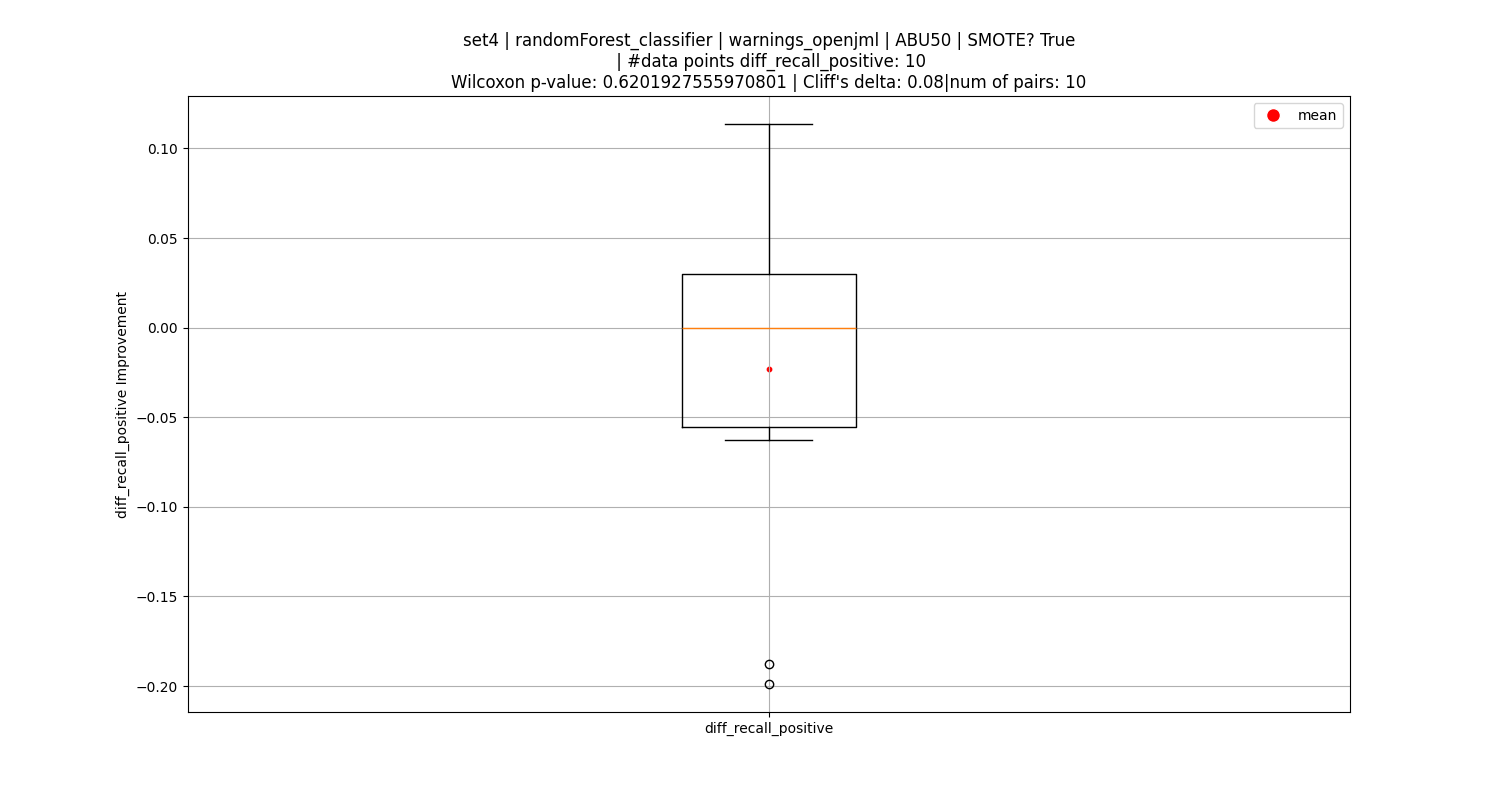 set4 | randomForest_classifier | warnings_openjml | ABU50 | SMOTE? True
| #data points diff_recall_positive: 10
Wilcoxon p-value: 0.6201927555970801 | Cliff's delta: 0.08|num of pairs: 10
mean
0.10
0.05
0.00
−0.05
−0.10
−0.15
−0.20
diff_recall_positive Improvement
diff_recall_positive